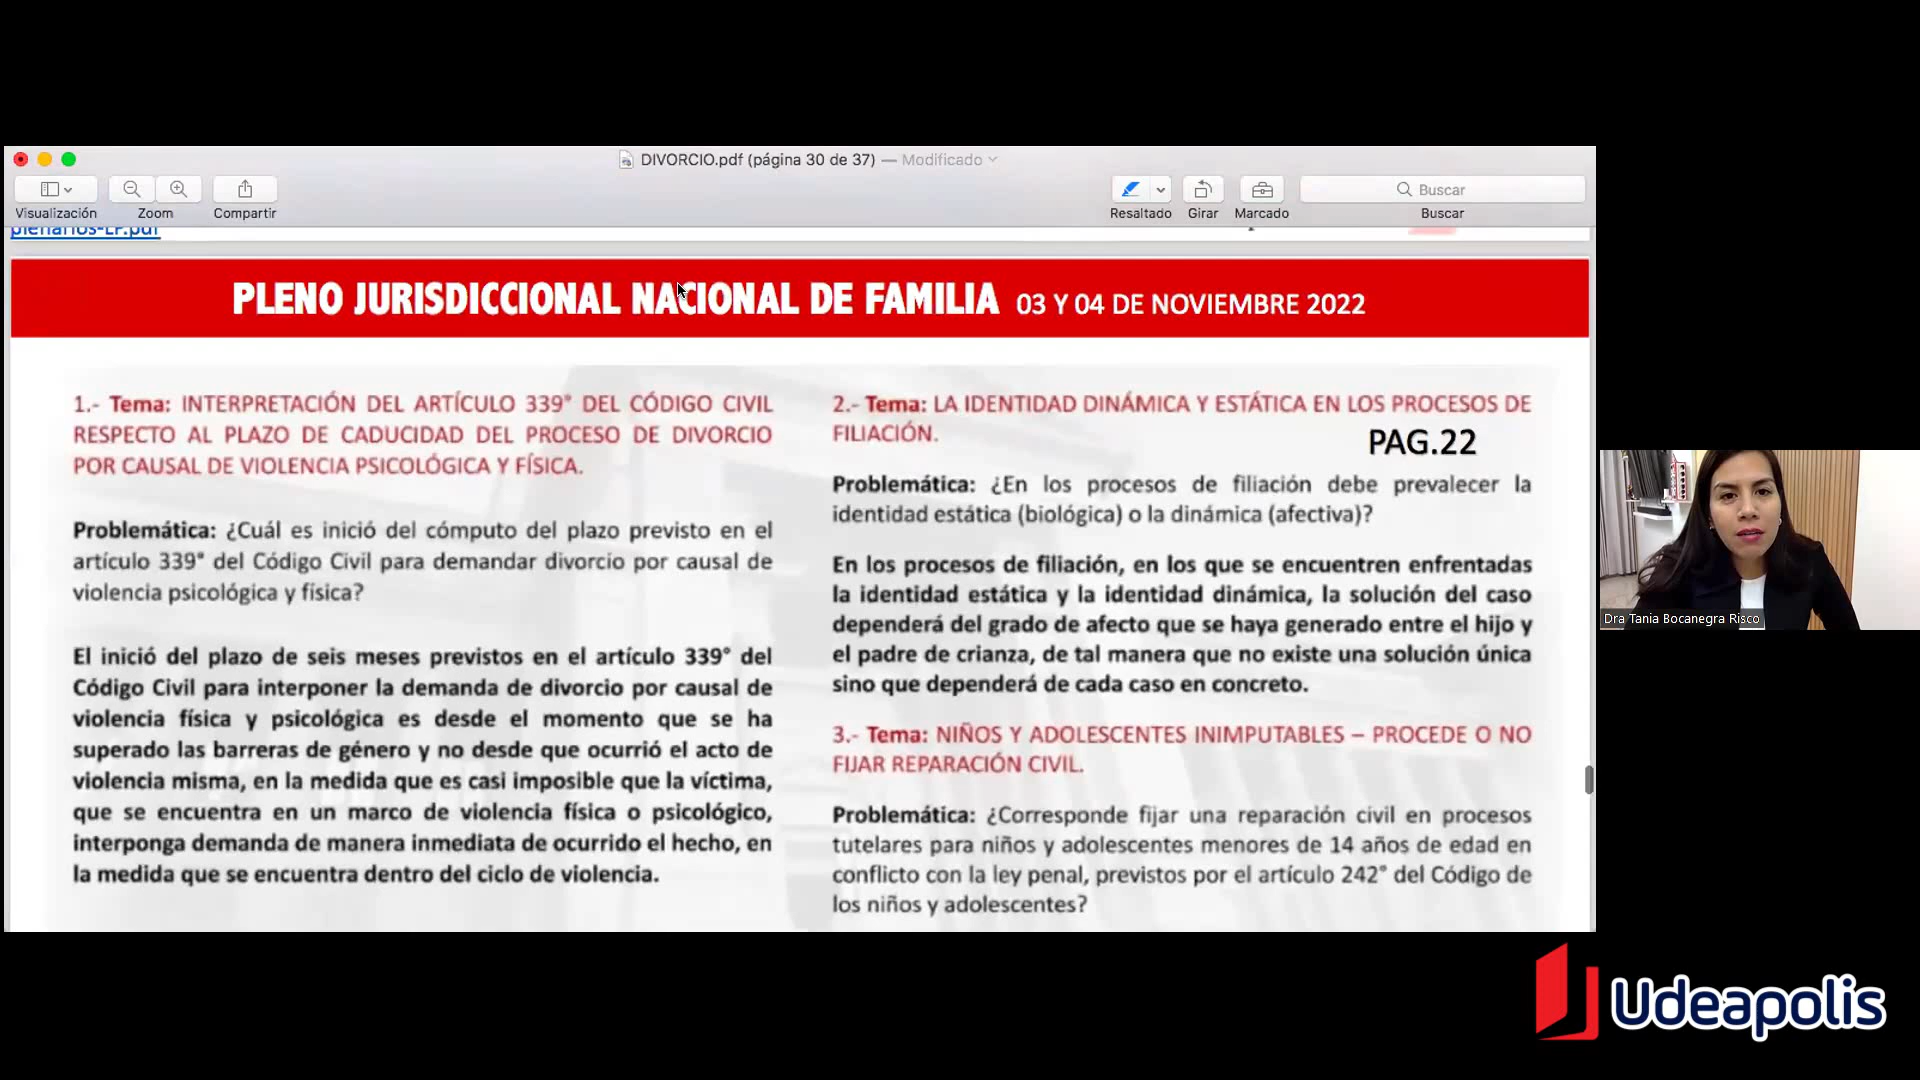 DIVORCIO.pdf (página 30 de 37) — Modificado
Visualización
Zoom
Compartir
Resaltado
Girar
Marcado
Buscar
Buscar
plenarios-LP.pdf
PLENO JURISDICCIONAL NACIONAL DE FAMILIA 03 Y 04 DE NOVIEMBRE 2022
1.- Tema: INTERPRETACIÓN DEL ARTÍCULO 339° DEL CÓDIGO CIVIL
RESPECTO AL PLAZO DE CADUCIDAD DEL PROCESO DE DIVORCIO
POR CAUSAL DE VIOLENCIA PSICOLÓGICA Y FÍSICA.
Problemática: ¿Cuál es inició del cómputo del plazo previsto en el
artículo 339° del Código Civil para demandar divorcio por causal de
violencia psicológica y física?
El inició del plazo de seis meses previstos en el artículo 339° del
Código Civil para interponer la demanda de divorcio por causal de
violencia física y psicológica es desde el momento que se ha
superado las barreras de género y no desde que ocurrió el acto de
violencia misma, en la medida que es casi imposible que la víctima,
que se encuentra en un marco de violencia física o psicológico,
interponga demanda de manera inmediata de ocurrido el hecho, en
la medida que se encuentra dentro del ciclo de violencia.
2.- Tema: LA IDENTIDAD DINÁMICA Y ESTÁTICA EN LOS PROCESOS DE
FILIACIÓN.
PAG.22
Problemática: ¿En los procesos de filiación debe prevalecer la
identidad estática (biológica) o la dinámica (afectiva)?
En los procesos de filiación, en los que se encuentren enfrentadas
la identidad estática y la identidad dinámica, la solución del caso
dependerá del grado de afecto que se haya generado entre el hijo y
el padre de crianza, de tal manera que no existe una solución única
sino que dependerá de cada caso en concreto.
3.- Tema: NIÑOS Y ADOLESCENTES INIMPUTABLES – PROCEDE O NO
FIJAR REPARACIÓN CIVIL.
Problemática: ¿Corresponde fijar una reparación civil en procesos
tutelares para niños y adolescentes menores de 14 años de edad en
conflicto con la ley penal, previstos por el artículo 242° del Código de
los niños y adolescentes?
Dra Tania Bocanegra Risco
Udeapolis